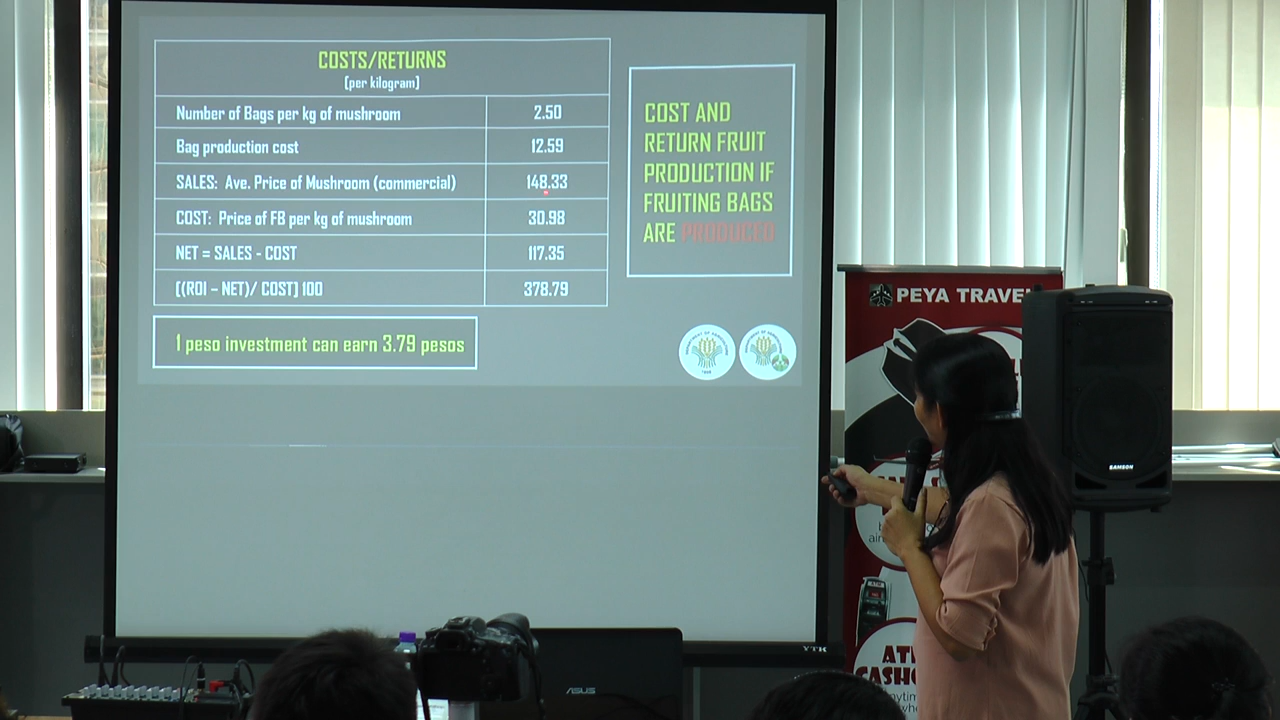 COSTS/RETURNS
[per kilogram]
Number of Bags per kg of mushroom 2.50
Bag production cost 12.59
SALES: Ave. Price of Mushroom (commercial) 148.33
COST: Price of FB per kg of mushroom 30.98
NET = SALES - COST 117.35
[(ROI – NET)/ COST] 100 378.79
1 peso investment can earn 3.79 pesos
COST AND
RETURN FRUIT
PRODUCTION IF
FRUITING BAGS
ARE PRODUCED
PEYA TRAVEL
SAMSON
YTK
ASUS